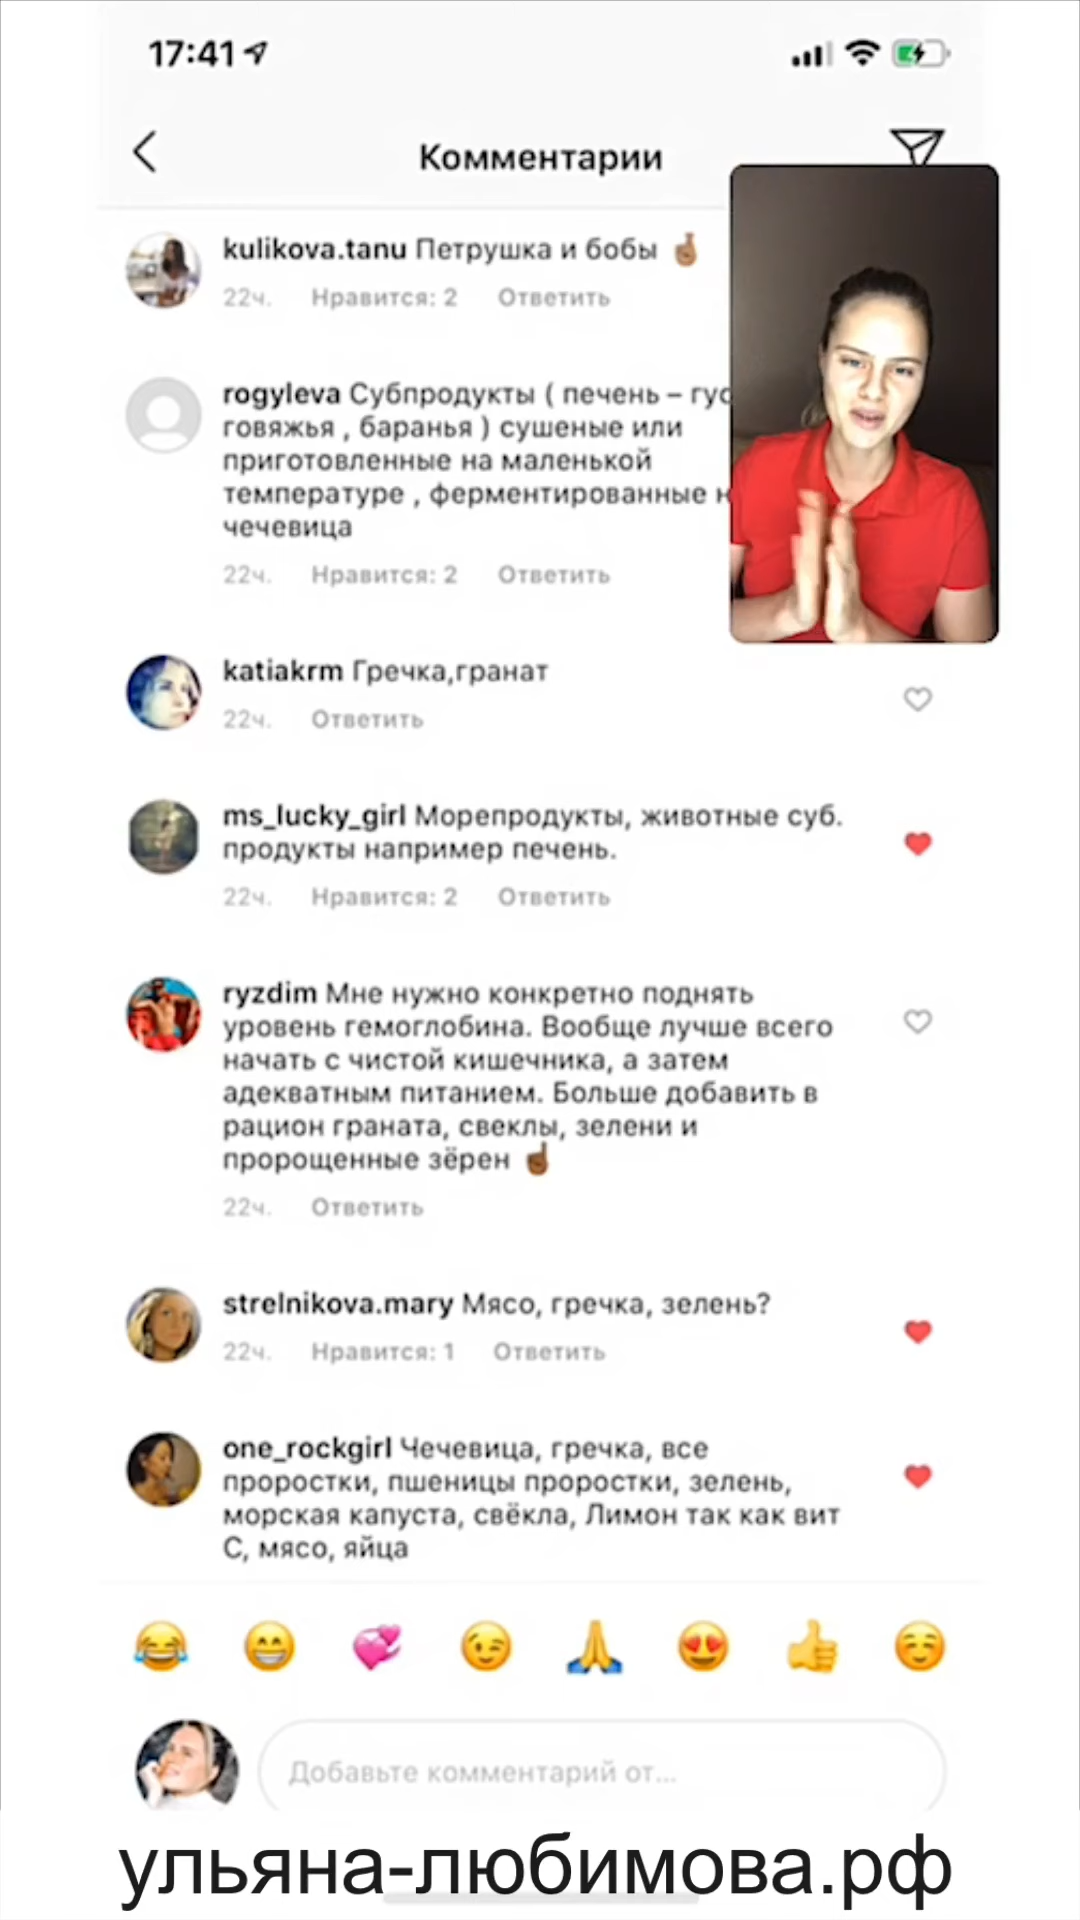 17:41
Комментарии
kulikova.tanu Петрушка и бобы
22ч. Нравится: 2 Ответить
rogyleva Субпродукты ( печень – гус
говяжья , баранья ) сушеные или
приготовленные на маленькой
температуре , ферментированные н
чечевица
22ч. Нравится: 2 Ответить
katiakrm Гречка,гранат
22ч. Ответить
ms_lucky_girl Морепродукты, животные суб.
продукты например печень.
22ч. Нравится: 2 Ответить
ryzdim Мне нужно конкретно поднять
уровень гемоглобина. Вообще лучше всего
начать с чистой кишечника, а затем
адекватным питанием. Больше добавить в
рацион граната, свеклы, зелени и
пророщенные зёрен
22ч. Ответить
strelnikova.mary Мясо, гречка, зелень?
22ч. Нравится: 1 Ответить
one_rockgirl Чечевица, гречка, все
проростки, пшеницы проростки, зелень,
морская капуста, свёкла, Лимон так как вит
С, мясо, яйца
Добавьте комментарий от...
ульяна-любимова.рф